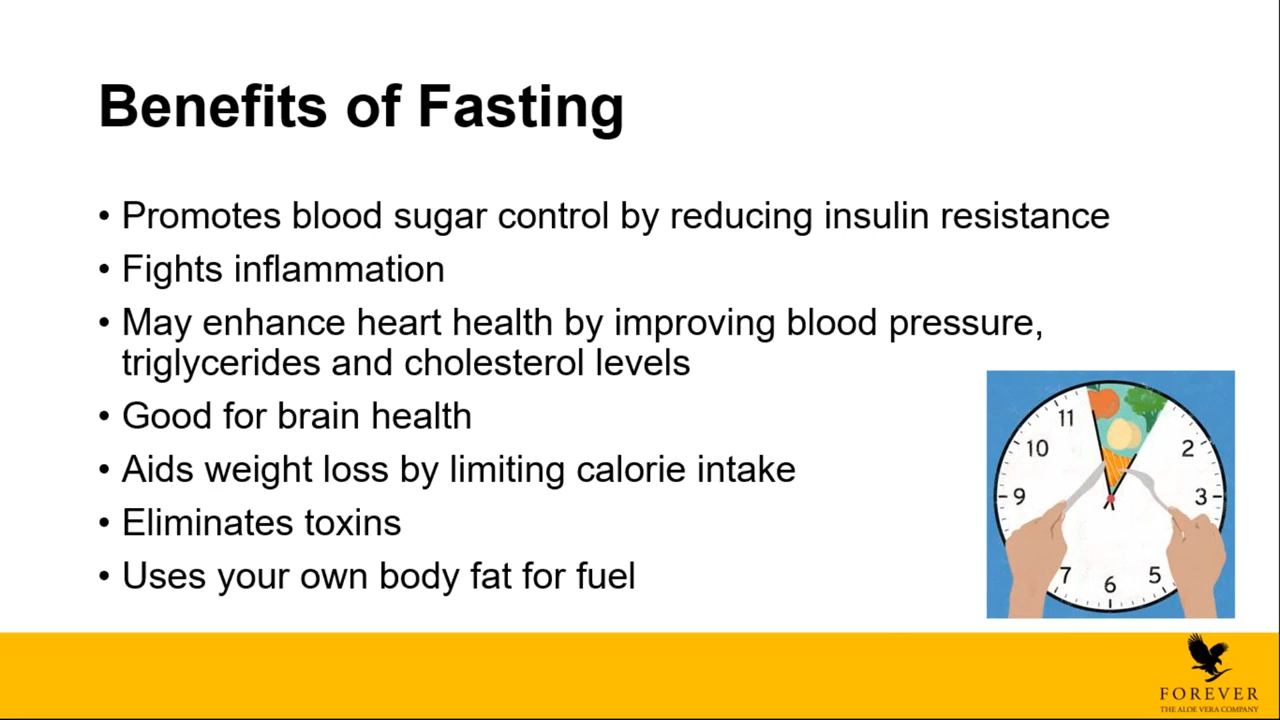 Benefits of Fasting
• Promotes blood sugar control by reducing insulin resistance
• Fights inflammation
• May enhance heart health by improving blood pressure,
triglycerides and cholesterol levels
• Good for brain health
• Aids weight loss by limiting calorie intake
• Eliminates toxins
• Uses your own body fat for fuel
11
10
2
9
3
7
6
5
FOREVER
THE ALOE VERA COMPANY